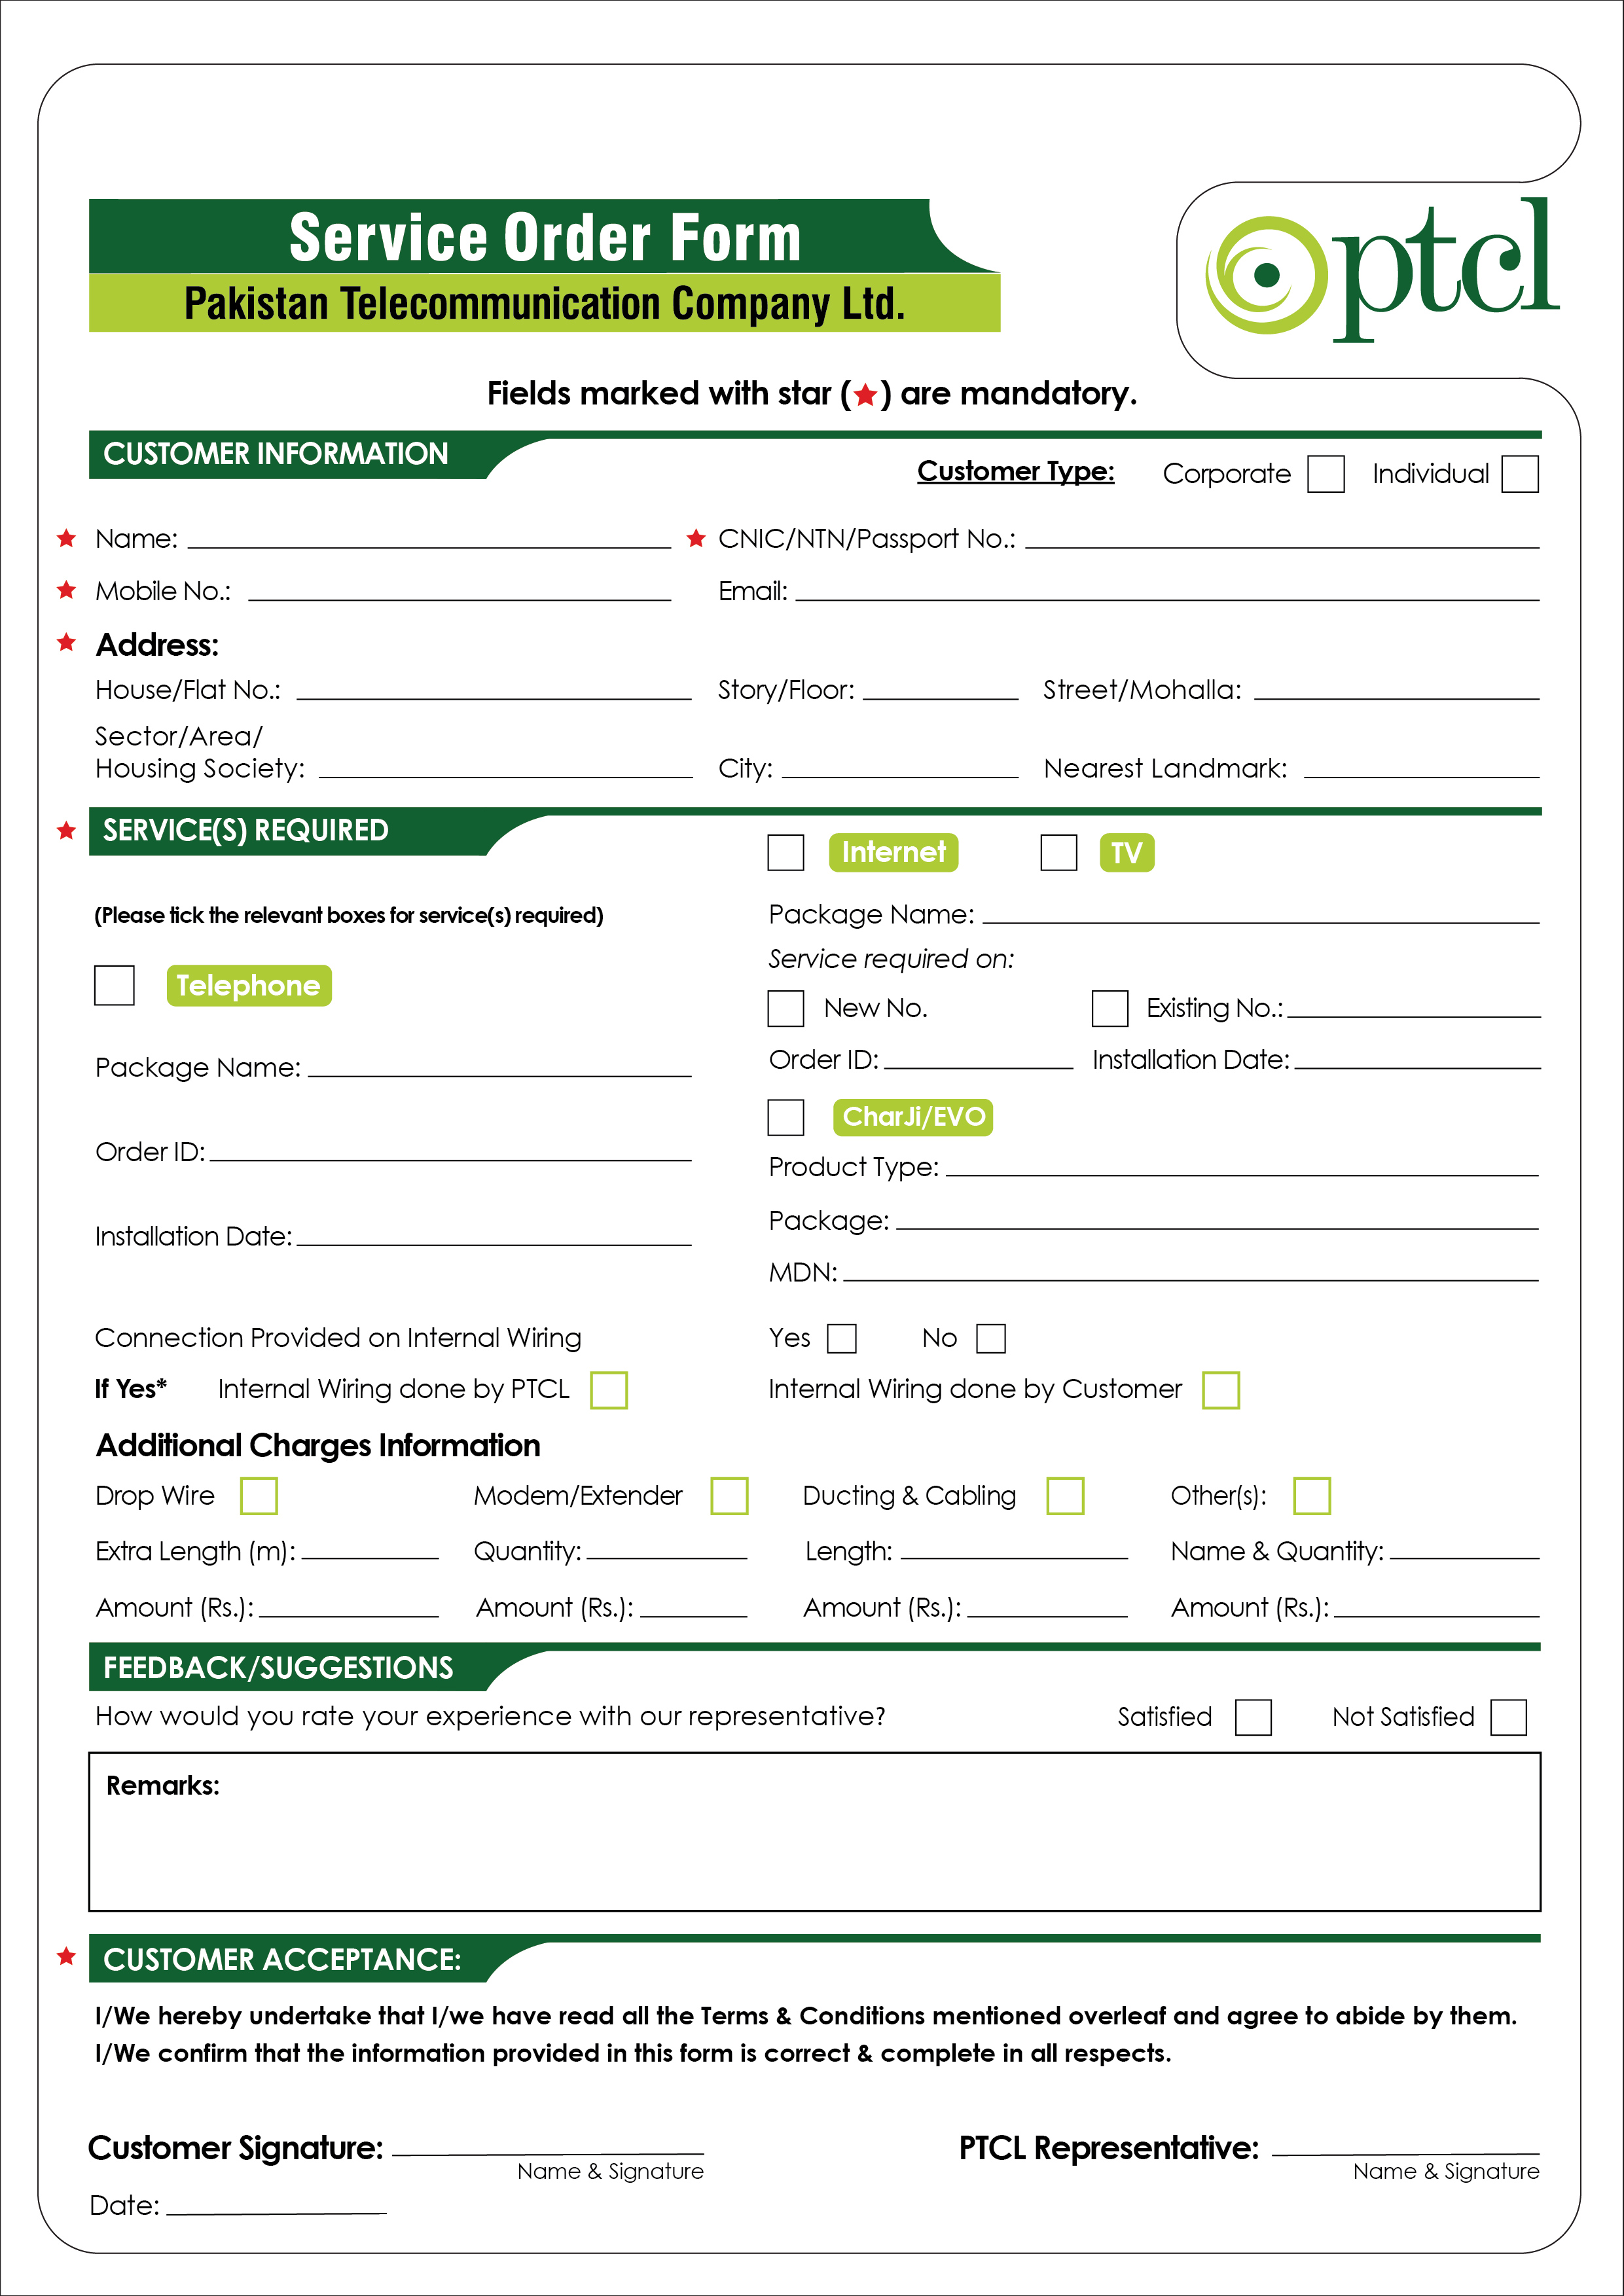 Service Order Form
Pakistan Telecommunication Company Ltd.
ptcl
Fields marked with star (★) are mandatory.
CUSTOMER INFORMATION
Customer Type: Corporate Individual
★ Name: ★ CNIC/NTN/Passport No.:
★ Mobile No.: Email:
★ Address:
House/Flat No.: Story/Floor: Street/Mohalla:
Sector/Area/
Housing Society: City: Nearest Landmark:
★ SERVICE(S) REQUIRED
(Please tick the relevant boxes for service(s) required)
Telephone
Package Name:
Order ID:
Installation Date:
Internet TV
Package Name:
Service required on:
New No. Existing No.:
Order ID: Installation Date:
CharJi/EVO
Product Type:
Package:
MDN:
Connection Provided on Internal Wiring Yes No
If Yes* Internal Wiring done by PTCL Internal Wiring done by Customer
Additional Charges Information
Drop Wire Modem/Extender Ducting & Cabling Other(s):
Extra Length (m): Quantity: Length: Name & Quantity:
Amount (Rs.): Amount (Rs.): Amount (Rs.): Amount (Rs.):
FEEDBACK/SUGGESTIONS
How would you rate your experience with our representative? Satisfied Not Satisfied
Remarks:
★ CUSTOMER ACCEPTANCE:
I/We hereby undertake that I/we have read all the Terms & Conditions mentioned overleaf and agree to abide by them.
I/We confirm that the information provided in this form is correct & complete in all respects.
Customer Signature: PTCL Representative:
Name & Signature Name & Signature
Date: